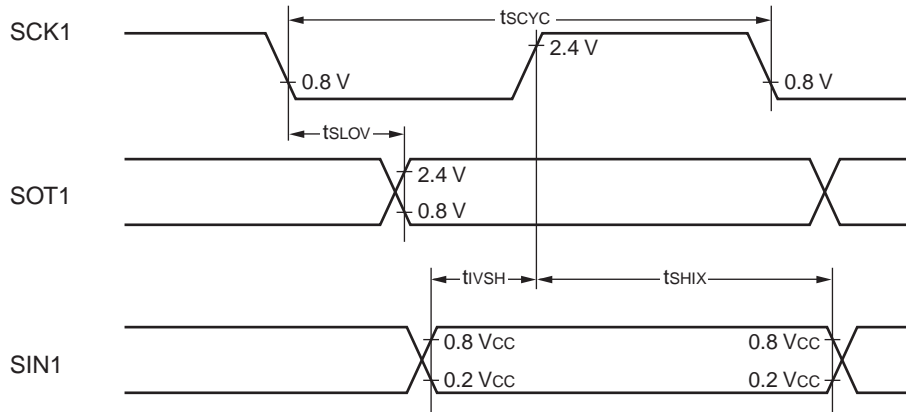 tSCYC
SCK1
2.4 V
0.8 V
0.8 V
tSLOV
SOT1
2.4 V
0.8 V
tIVSH
tSHIX
SIN1
0.8 VCC
0.8 VCC
0.2 VCC
0.2 VCC